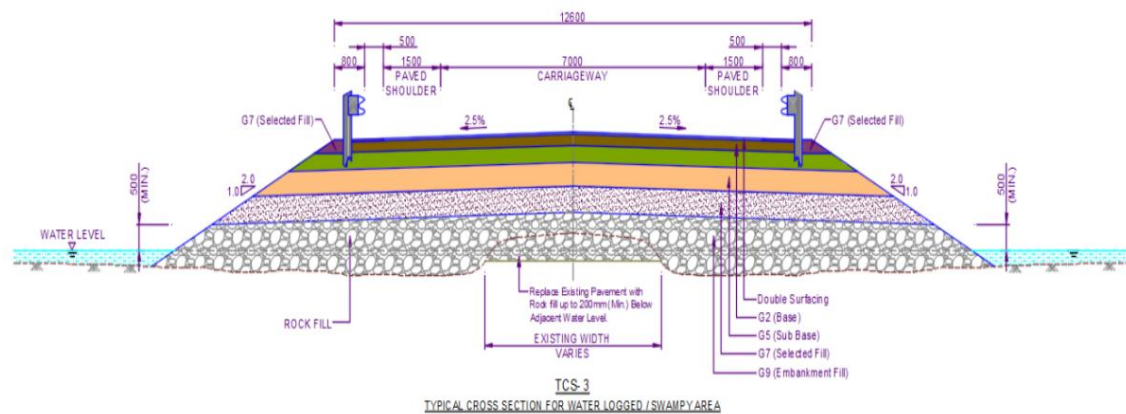 12600
500
500
800
1500
7000
1500
800
PAVED
SHOULDER
CARRIAGEWAY
PAVED
SHOULDER
G7 (Selected Fill)
2.5%
2.5%
G7 (Selected Fill)
2.0
1.0
2.0
1.0
500
(MIN.)
500
(MIN.)
WATER LEVEL
Replace Existing Pavement with
Rock fill up to 200mm (Min.) Below
Adjacent Water Level.
Double Surfacing
G2 (Base)
ROCK FILL
G5 (Sub Base)
EXISTING WIDTH
VARIES
G7 (Selected Fill)
G9 (Embankment Fill)
TCS- 3
TYPICAL CROSS SECTION FOR WATER LOGGED / SWAMPY AREA